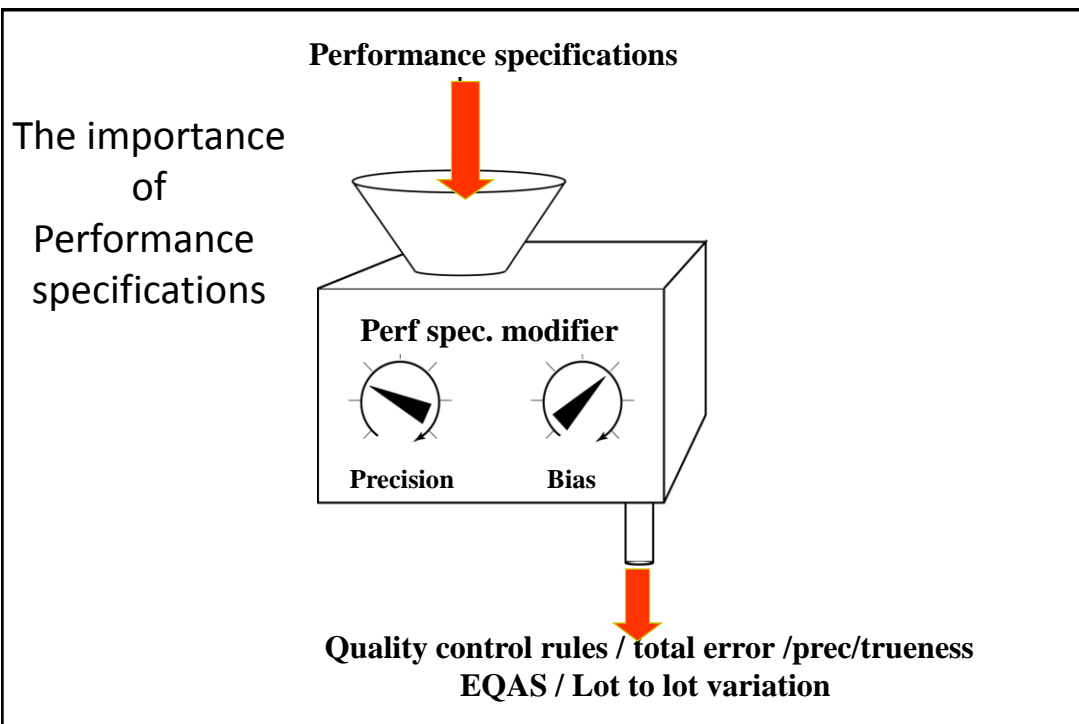 Performance specifications
The importance
of
Performance
specifications
Perf spec. modifier
Precision
Bias
Quality control rules / total error /prec/trueness
EQAS / Lot to lot variation